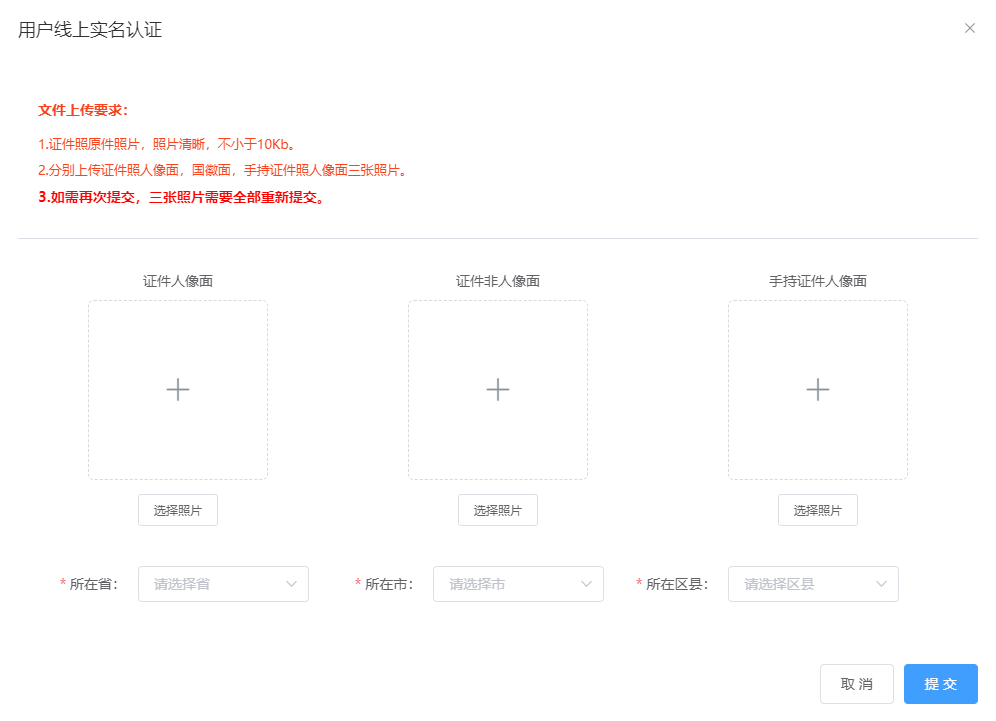 用户线上实名认证
文件上传要求：
1.证件照原件照片，照片清晰，不小于10Kb。
2.分别上传证件照人像面，国徽面，手持证件照人像面三张照片。
3.如需再次提交，三张照片需要全部重新提交。
证件人像面 证件非人像面 手持证件人像面
选择照片 选择照片 选择照片
* 所在省： 请选择省 * 所在市： 请选择市 * 所在区县： 请选择区县
取 消 提 交